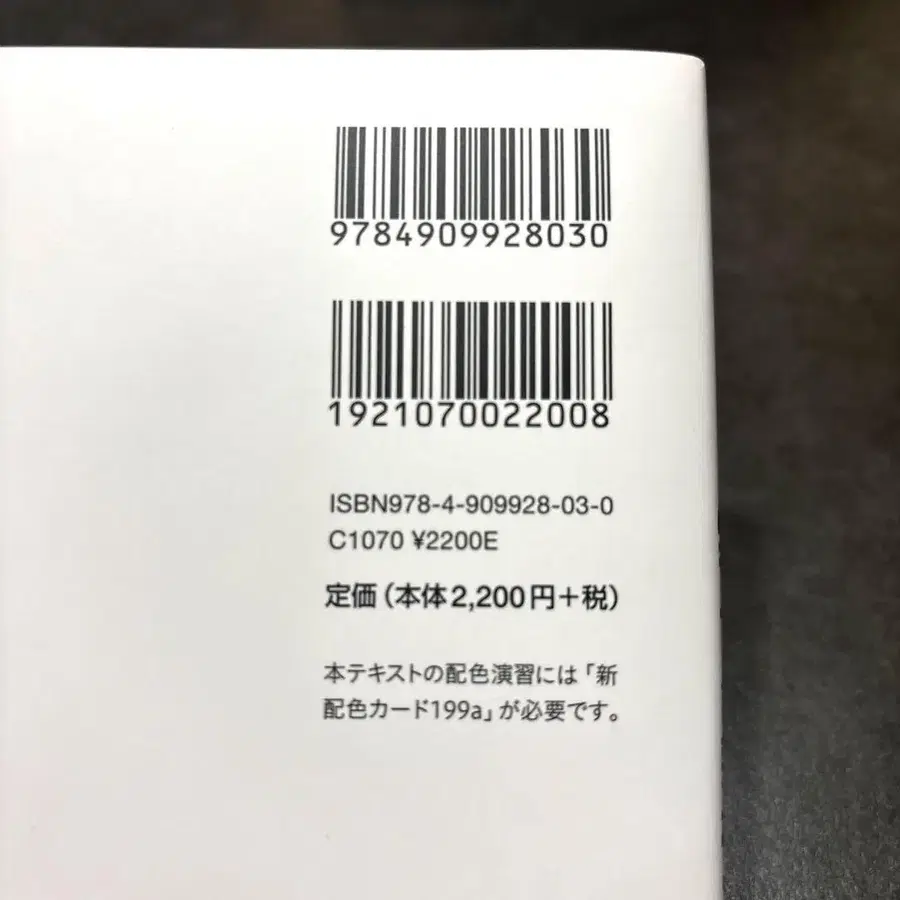 9784909928030
1921070022008
ISBN978-4-909928-03-0
C1070 ¥2200E
定価(本体2,200円+税)
本テキストの配色演習には「新
配色カード199a」が必要です。